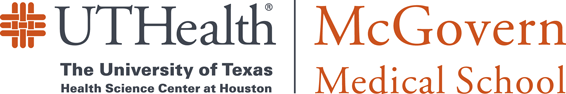 UTHealth®
The University of Texas
Health Science Center at Houston
McGovern
Medical School